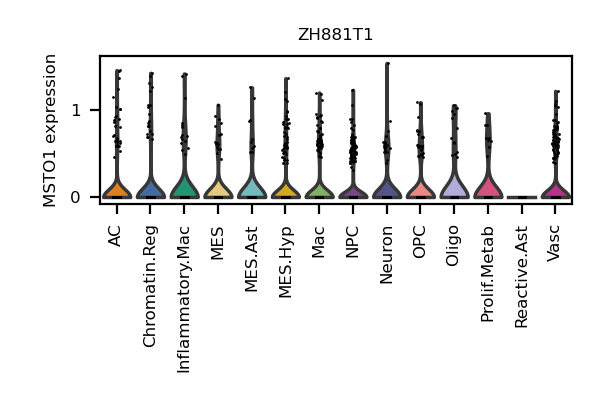 ZH881T1
MSTO1 expression
1
0
AC
Chromatin.Reg
Inflammatory.Mac
MES
MES.Ast
MES.Hyp
Mac
NPC
Neuron
OPC
Oligo
Prolif.Metab
Reactive.Ast
Vasc